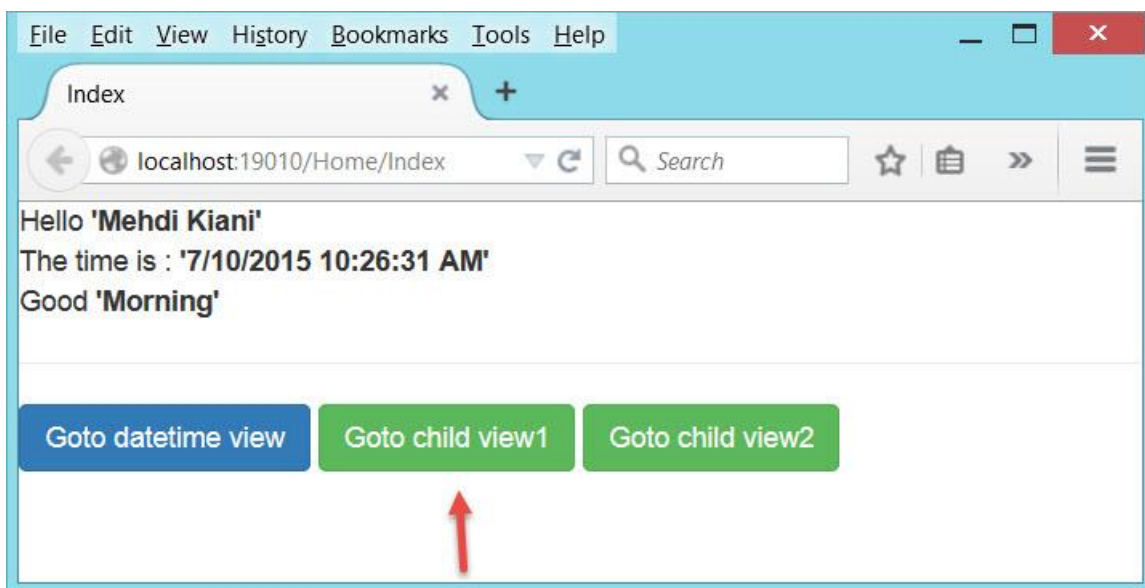 File Edit View History Bookmarks Tools Help
Index
localhost:19010/Home/Index Search
Hello 'Mehdi Kiani'
The time is : '7/10/2015 10:26:31 AM'
Good 'Morning'
Goto datetime view Goto child view1 Goto child view2